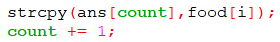 strcpy(ans[count],food[i]);
count += 1;